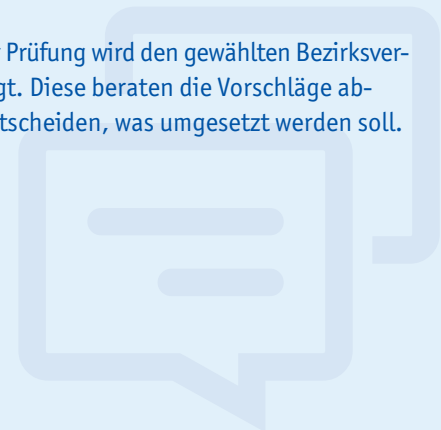 Prüfung wird den gewählten Bezirksver-
gt. Diese beraten die Vorschläge ab-
tscheiden, was umgesetzt werden soll.